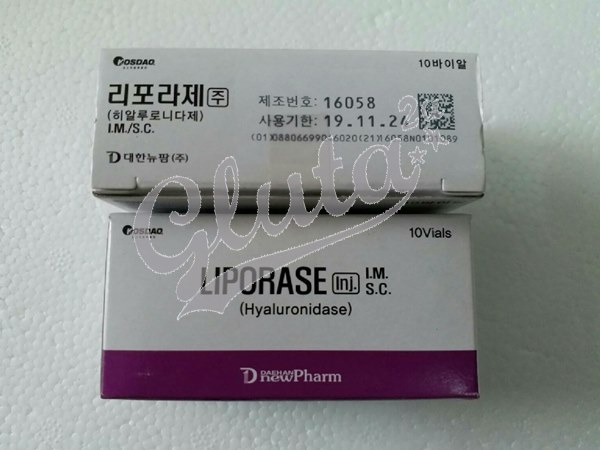 KOSDAQ
10바이알
리포라제 주
(히알루로니다제)
I.M./S.C.
대한뉴팜(주)
제조번호: 16058
사용기한: 19.11.24
Gluta
KOSDAQ
10Vials
LIPORASE Inj. I.M.
S.C.
(Hyaluronidase)
DAEHAN
newPharm